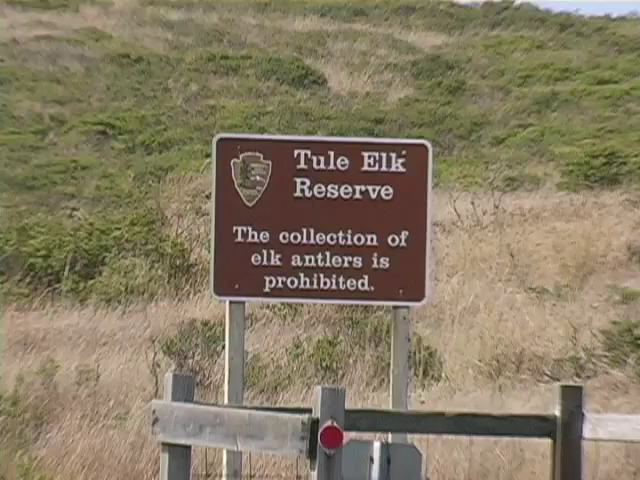 Tule Elk
Reserve
The collection of
elk antlers is
prohibited.